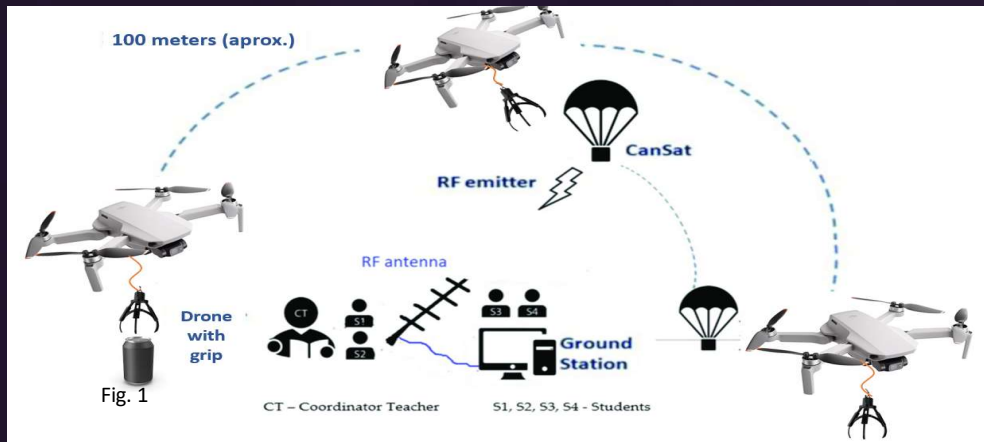 100 meters (aprox.)
CanSat
RF emitter
RF antenna
Drone
with
grip
CT
S1
S2
S3
S4
Ground
Station
Fig. 1
CT – Coordinator Teacher
S1, S2, S3, S4 - Students